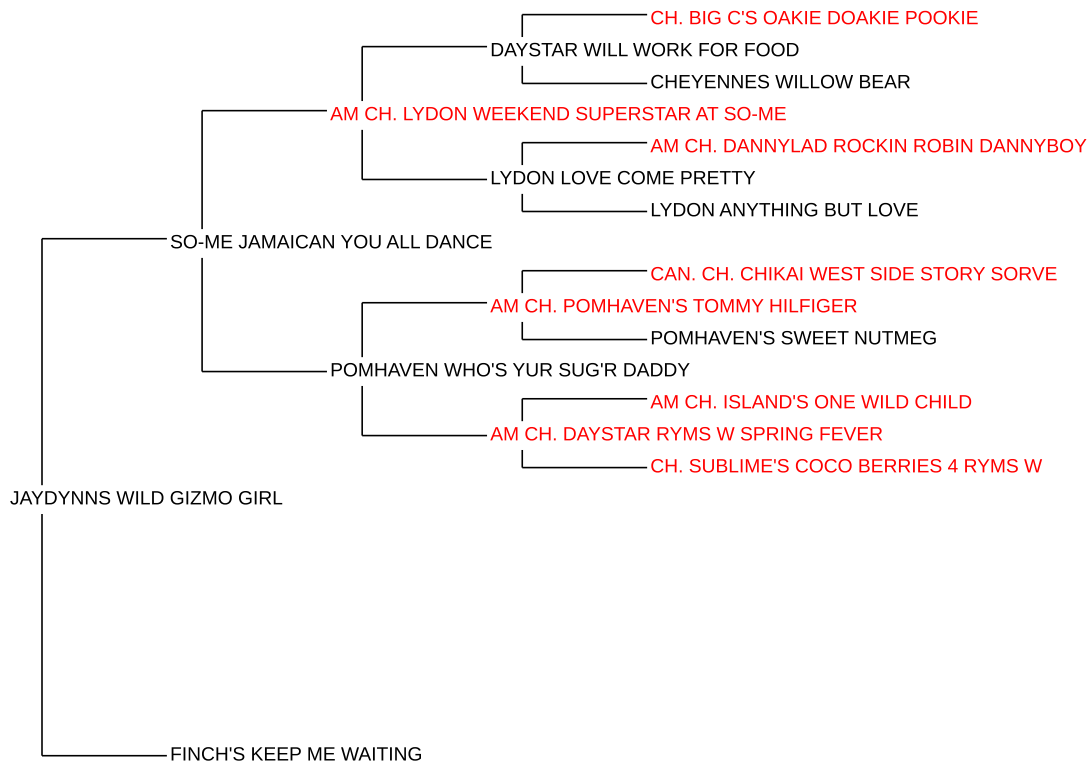 CH. BIG C'S OAKIE DOAKIE POOKIE
DAYSTAR WILL WORK FOR FOOD
CHEYENNES WILLOW BEAR
AM CH. LYDON WEEKEND SUPERSTAR AT SO-ME
AM CH. DANNYLAD ROCKIN ROBIN DANNYBOY
LYDON LOVE COME PRETTY
LYDON ANYTHING BUT LOVE
SO-ME JAMAICAN YOU ALL DANCE
CAN. CH. CHIKAI WEST SIDE STORY SORVE
AM CH. POMHAVEN'S TOMMY HILFIGER
POMHAVEN'S SWEET NUTMEG
POMHAVEN WHO'S YUR SUG'R DADDY
AM CH. ISLAND'S ONE WILD CHILD
AM CH. DAYSTAR RYMS W SPRING FEVER
CH. SUBLIME'S COCO BERRIES 4 RYMS W
JAYDYNNS WILD GIZMO GIRL
FINCH'S KEEP ME WAITING